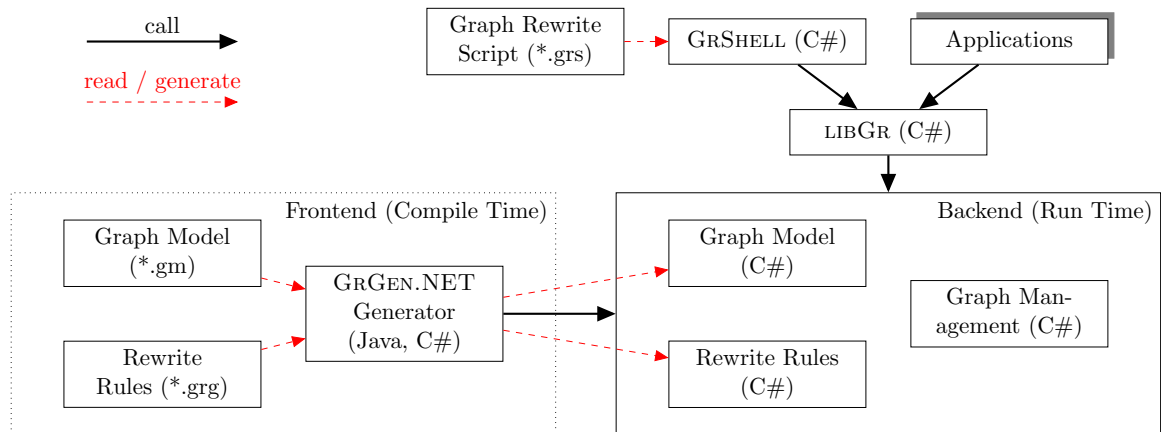 call
read / generate
Graph Rewrite
Script (*.grs)
GRSHELL (C#)
Applications
LIBGR (C#)
Frontend (Compile Time)
Graph Model
(*.gm)
Rewrite
Rules (*.grg)
GRGEN.NET
Generator
(Java, C#)
Backend (Run Time)
Graph Model
(C#)
Rewrite Rules
(C#)
Graph Man-
agement (C#)